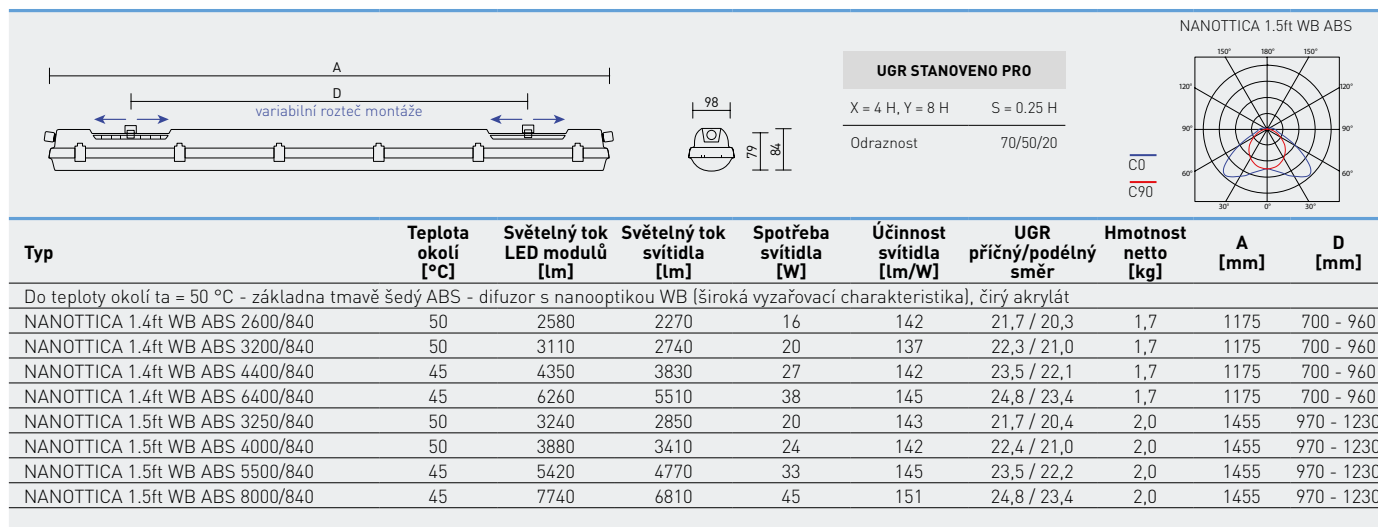 NANOTTICA 1.5ft WB ABS
150° 180° 150°
120° 120°
90° 90°
60° 60°
30° 0° 30°
C0
C90
A
D
variabilní rozteč montáže
98
79
84
UGR STANOVENO PRO
X = 4 H, Y = 8 H S = 0.25 H
Odraznost 70/50/20
Typ Teplota okolí [°C] Světelný tok LED modulů [lm] Světelný tok svítidla [lm] Spotřeba svítidla [W] Účinnost svítidla [lm/W] UGR příčný/podélný směr Hmotnost netto [kg] A [mm] D [mm]
Do teploty okolí ta = 50 °C - základna tmavě šedý ABS - difuzor s nanooptikou WB (široká vyzařovací charakteristika), čirý akrylát
NANOTTICA 1.4ft WB ABS 2600/840 50 2580 2270 16 142 21,7 / 20,3 1,7 1175 700 - 960
NANOTTICA 1.4ft WB ABS 3200/840 50 3110 2740 20 137 22,3 / 21,0 1,7 1175 700 - 960
NANOTTICA 1.4ft WB ABS 4400/840 45 4350 3830 27 142 23,5 / 22,1 1,7 1175 700 - 960
NANOTTICA 1.4ft WB ABS 6400/840 45 6260 5510 38 145 24,8 / 23,4 1,7 1175 700 - 960
NANOTTICA 1.5ft WB ABS 3250/840 50 3240 2850 20 143 21,7 / 20,4 2,0 1455 970 - 1230
NANOTTICA 1.5ft WB ABS 4000/840 50 3880 3410 24 142 22,4 / 21,0 2,0 1455 970 - 1230
NANOTTICA 1.5ft WB ABS 5500/840 45 5420 4770 33 145 23,5 / 22,2 2,0 1455 970 - 1230
NANOTTICA 1.5ft WB ABS 8000/840 45 7740 6810 45 151 24,8 / 23,4 2,0 1455 970 - 1230